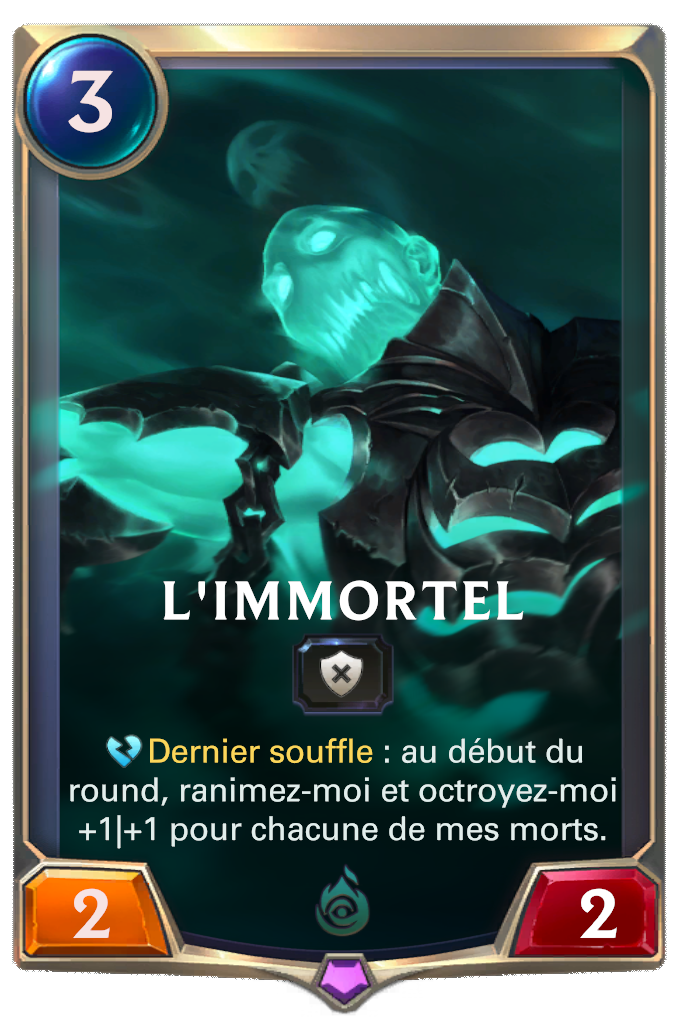 3
L'IMMORTEL
Dernier souffle : au début du
round, ranimez-moi et octroyez-moi
+1|+1 pour chacune de mes morts.
2
2